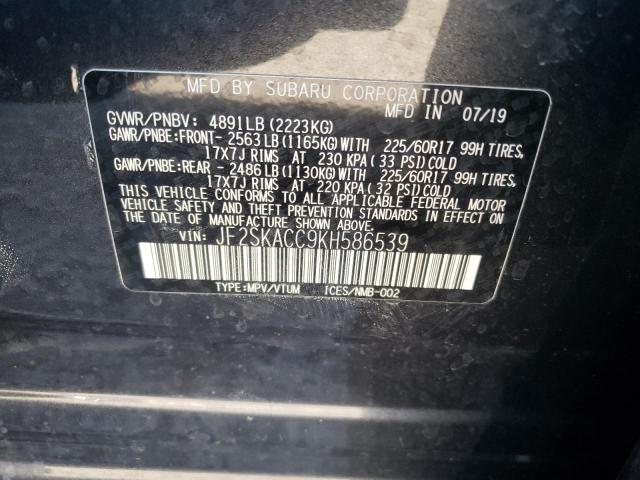 MFD BY SUBARU CORPORATION
MFD IN 07/19
GVWR/PNBV: 4891LB (2223KG)
GAWR/PNBE:FRONT- 2563LB (1165KG) WITH 225/60R17 99H TIRES,
17X7J RIMS AT 230 KPA (33 PSI) COLD
GAWR/PNBE:REAR - 2486LB (1130KG) WITH 225/60R17 99H TIRES,
17X7J RIMS AT 220 KPA (32 PSI) COLD
THIS VEHICLE CONFORMS TO ALL APPLICABLE FEDERAL MOTOR
VEHICLE SAFETY AND THEFT PREVENTION STANDARDS IN EFFECT ON
THE DATE OF MANUFACTURE SHOWN ABOVE.
VIN: JF2SKACC9KH586539
TYPE:MPV/VTUM ICES/NMB-002